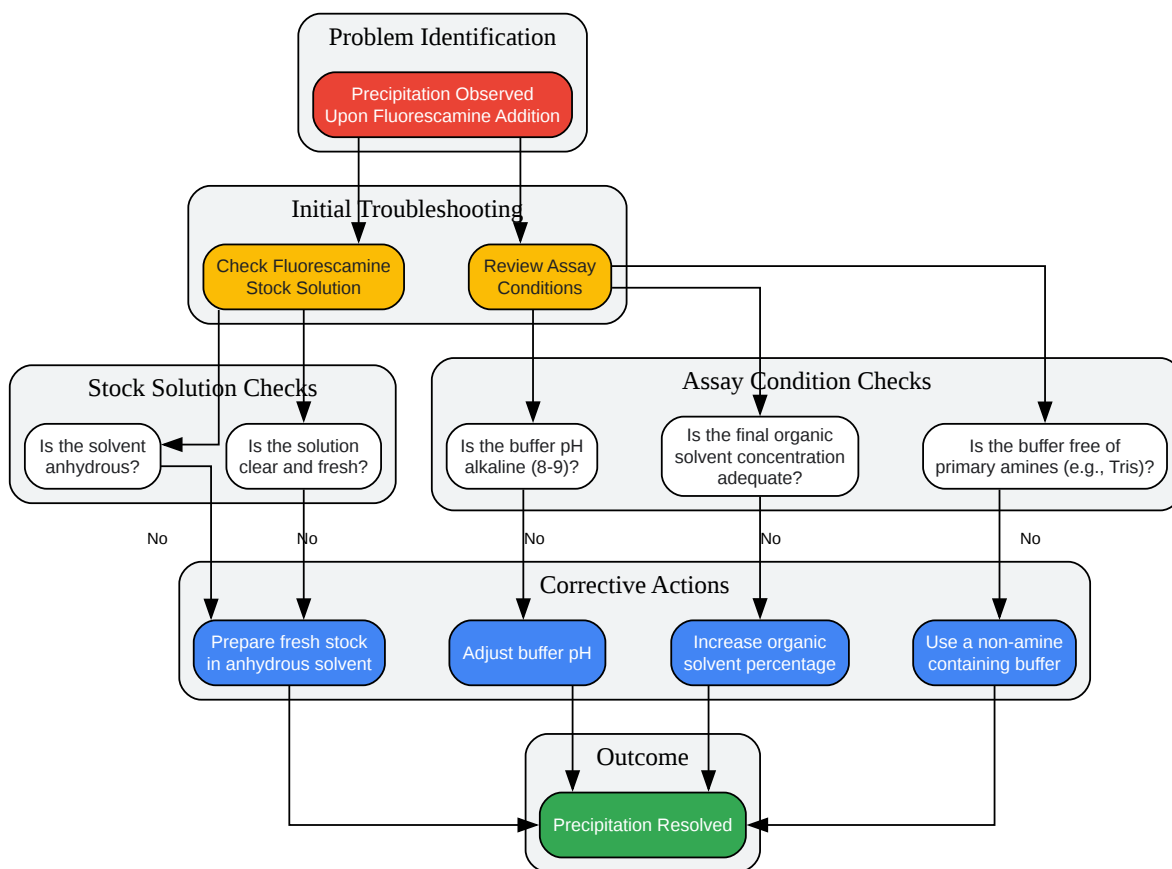 Problem Identification
Precipitation Observed
Upon Fluorescamine Addition
Initial Troubleshooting
Check Fluorescamine
Stock Solution
Review Assay
Conditions
Stock Solution Checks
Is the solvent
anhydrous?
Is the solution
clear and fresh?
Assay Condition Checks
Is the buffer pH
alkaline (8-9)?
Is the final organic
solvent concentration
adequate?
Is the buffer free of
primary amines (e.g., Tris)?
No
No
No
No
No
Corrective Actions
Prepare fresh stock
in anhydrous solvent
Adjust buffer pH
Increase organic
solvent percentage
Use a non-amine
containing buffer
Outcome
Precipitation Resolved